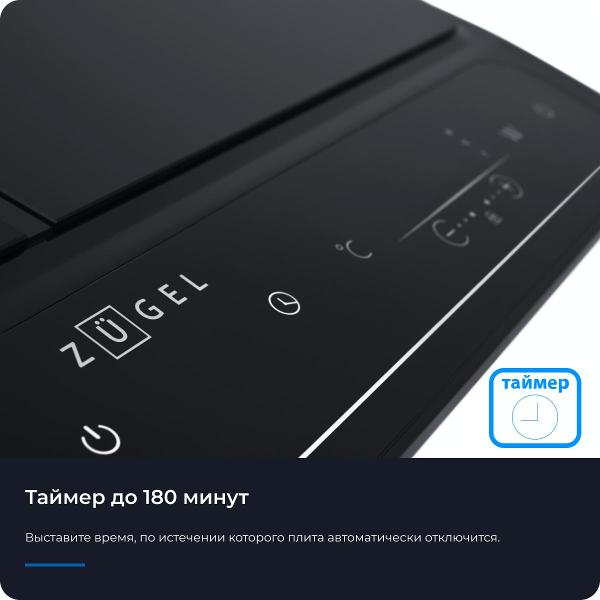 ZÜGEL
°C
таймер
Таймер до 180 минут
Выставите время, по истечении которого плита автоматически отключится.